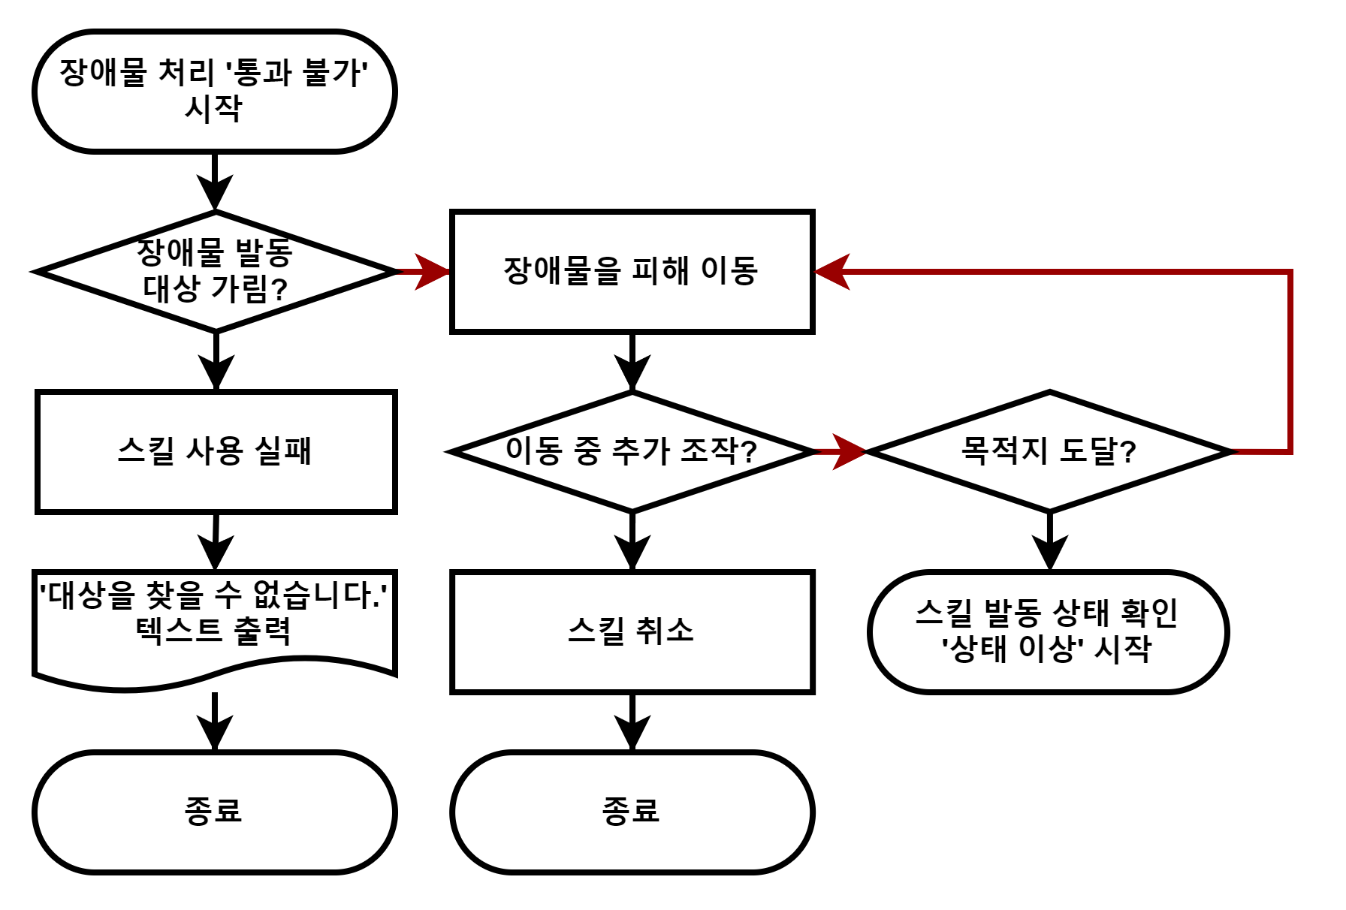 장애물 처리 '통과 불가'
시작
장애물 발동
대상 가림?
장애물을 피해 이동
스킬 사용 실패
이동 중 추가 조작?
목적지 도달?
'대상을 찾을 수 없습니다.'
텍스트 출력
스킬 취소
스킬 발동 상태 확인
'상태 이상' 시작
종료
종료